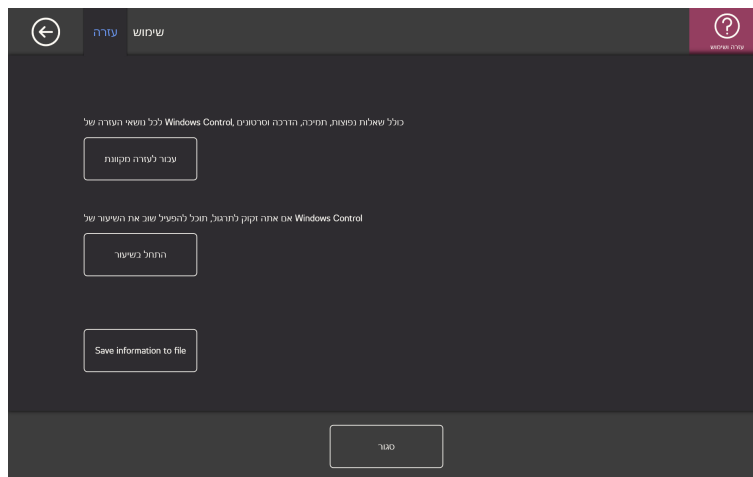 עזרה
שימוש
עזרה ושימוש
לכל נושאי העזרה של Windows Control, כולל שאלות נפוצות, תמיכה, הדרכה וסרטונים
עבור לעזרה מקוונת
אם אתה זקוק לתרגול, תוכל להפעיל שוב את השיעור של Windows Control
התחל בשיעור
Save information to file
סגור